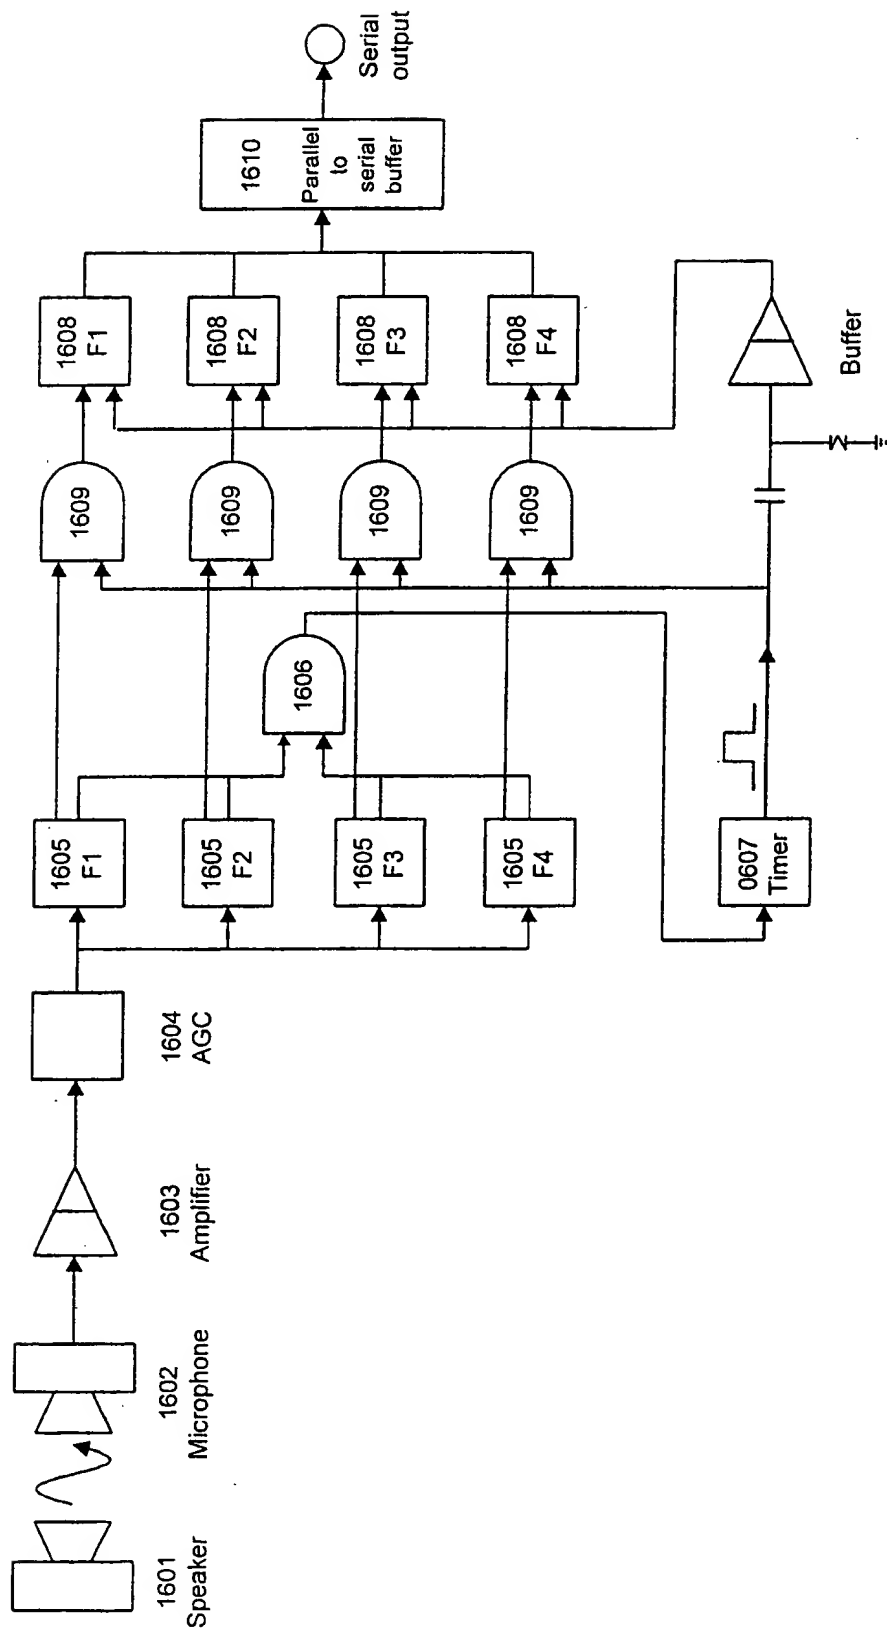 1601
Speaker
1602
Microphone
1603
Amplifier
1604
AGC
1605
F1
1605
F2
1605
F3
1605
F4
1606
0607
Timer
1609
1609
1609
1609
1608
F1
1608
F2
1608
F3
1608
F4
Buffer
1610
Parallel
to
serial
buffer
Serial
output